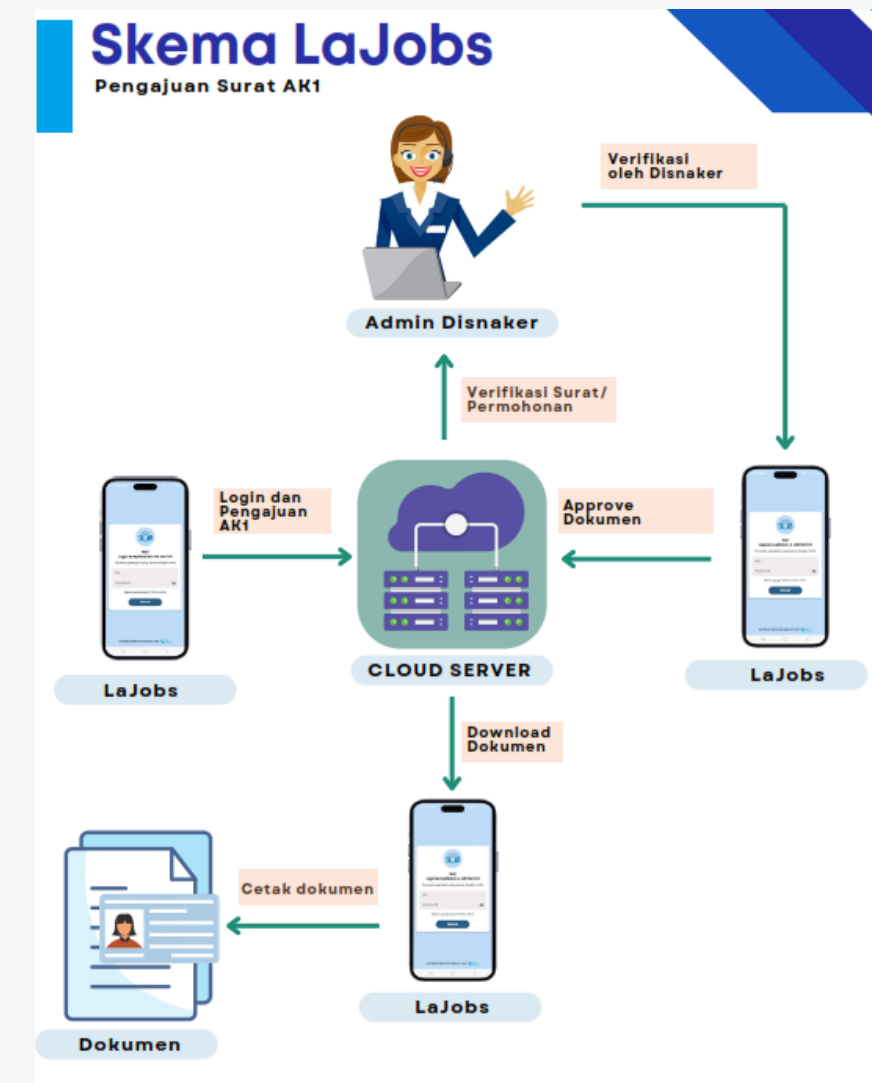 Skema LaJobs
Pengajuan Surat AK1
Verifikasi
oleh Disnaker
Admin Disnaker
Verifikasi Surat/
Permohonan
Login dan
Pengajuan
AK1
Approve
Dokumen
LaJobs
CLOUD SERVER
LaJobs
Download
Dokumen
Cetak dokumen
LaJobs
Dokumen